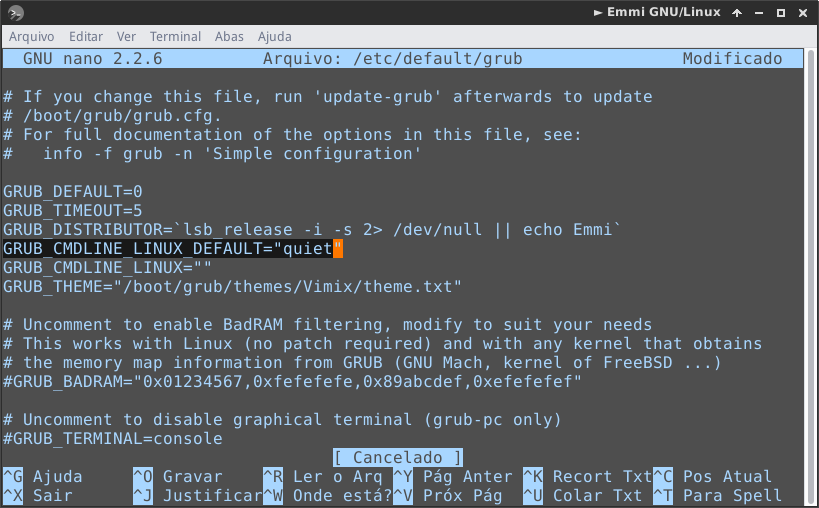 ► Emmi GNU/Linux
Arquivo Editar Ver Terminal Abas Ajuda
GNU nano 2.2.6 Arquivo: /etc/default/grub Modificado
# If you change this file, run 'update-grub' afterwards to update
# /boot/grub/grub.cfg.
# For full documentation of the options in this file, see:
#   info -f grub -n 'Simple configuration'
GRUB_DEFAULT=0
GRUB_TIMEOUT=5
GRUB_DISTRIBUTOR=`lsb_release -i -s 2> /dev/null || echo Emmi`
GRUB_CMDLINE_LINUX_DEFAULT="quiet"
GRUB_CMDLINE_LINUX=""
GRUB_THEME="/boot/grub/themes/Vimix/theme.txt"
# Uncomment to enable BadRAM filtering, modify to suit your needs
# This works with Linux (no patch required) and with any kernel that obtains
# the memory map information from GRUB (GNU Mach, kernel of FreeBSD ...)
#GRUB_BADRAM="0x01234567,0xfefefefe,0x89abcdef,0xefefefef"
# Uncomment to disable graphical terminal (grub-pc only)
#GRUB_TERMINAL=console
[ Cancelado ]
^G Ajuda ^O Gravar ^R Ler o Arq ^Y Pág Anter ^K Recort Txt ^C Pos Atual
^X Sair ^J Justificar ^W Onde está? ^V Próx Pág ^U Colar Txt ^T Para Spell